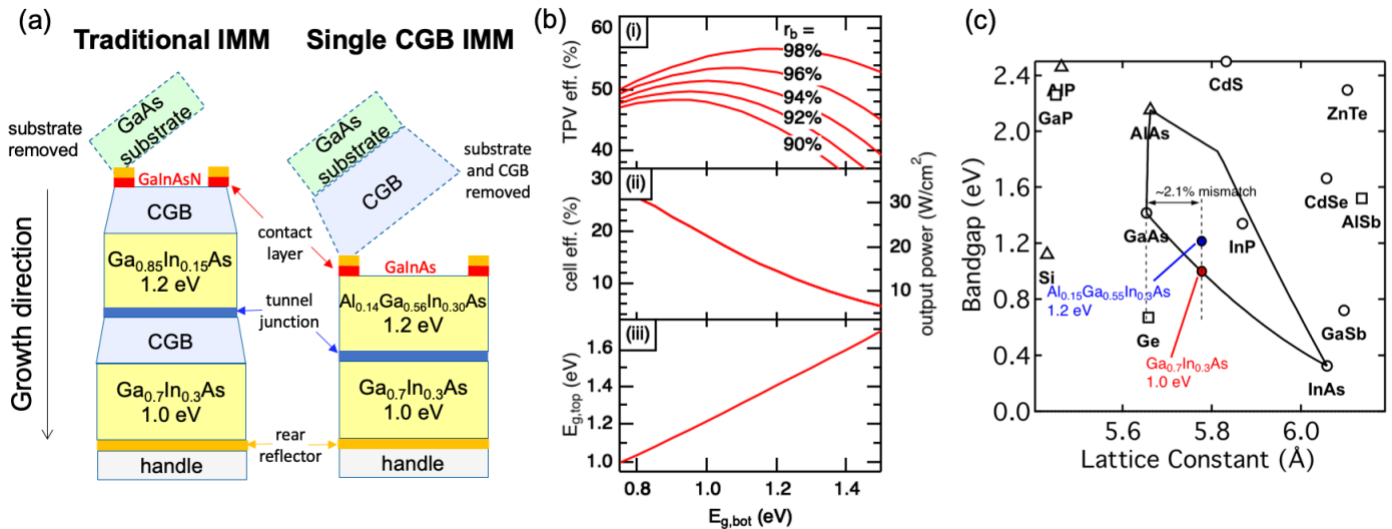 (a)
Traditional IMM
Single CGB IMM
substrate
removed
GaAs
substrate
GaInAsN
CGB
Ga0.85In0.15As
1.2 eV
CGB
Ga0.7In0.3As
1.0 eV
handle
Growth direction
contact
layer
tunnel
junction
rear
reflector
GaAs
substrate
CGB
substrate
and CGB
removed
GaInAs
Al0.14Ga0.56In0.30As
1.2 eV
Ga0.7In0.3As
1.0 eV
handle
(b)
(i)
TPV eff. (%)
60
50
40
rb =
98%
96%
94%
92%
90%
(ii)
cell eff. (%)
30
20
10
output power (W/cm2)
30
20
10
(iii)
Eg,top (eV)
1.6
1.4
1.2
1.0
0.8
1.0
1.2
1.4
Eg,bot (eV)
(c)
Bandgap (eV)
2.4
2.0
1.6
1.2
0.8
0.4
0.0
AlP
GaP
CdS
ZnTe
AlAs
~2.1% mismatch
CdSe
AlSb
GaAs
InP
Si
Al0.15Ga0.55In0.3As
1.2 eV
Ge
GaSb
Ga0.7In0.3As
1.0 eV
InAs
5.6
5.8
6.0
Lattice Constant (Å)